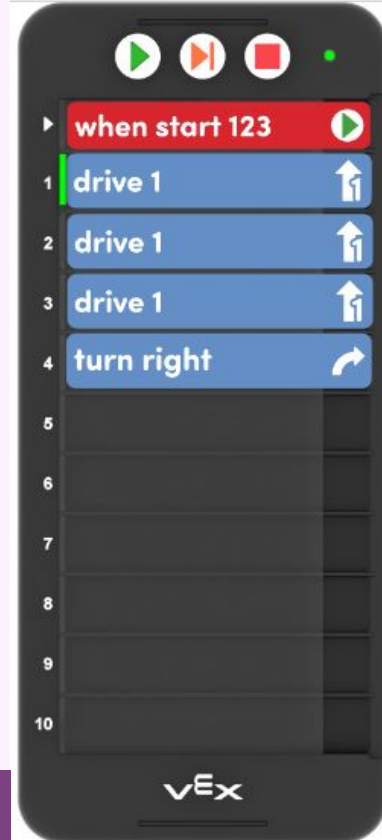 when start 123
1 drive 1
2 drive 1
3 drive 1
4 turn right
5
6
7
8
9
10
vex